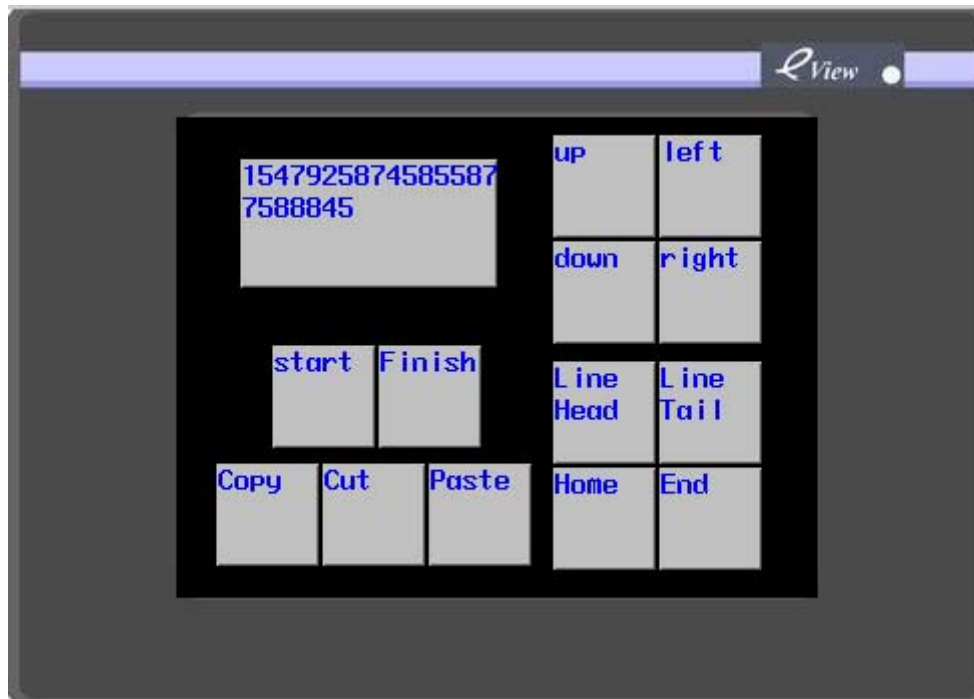 eView
1547925874585587
7588845
up
left
down
right
start
Finish
Line
Head
Line
Tail
Copy
Cut
Paste
Home
End